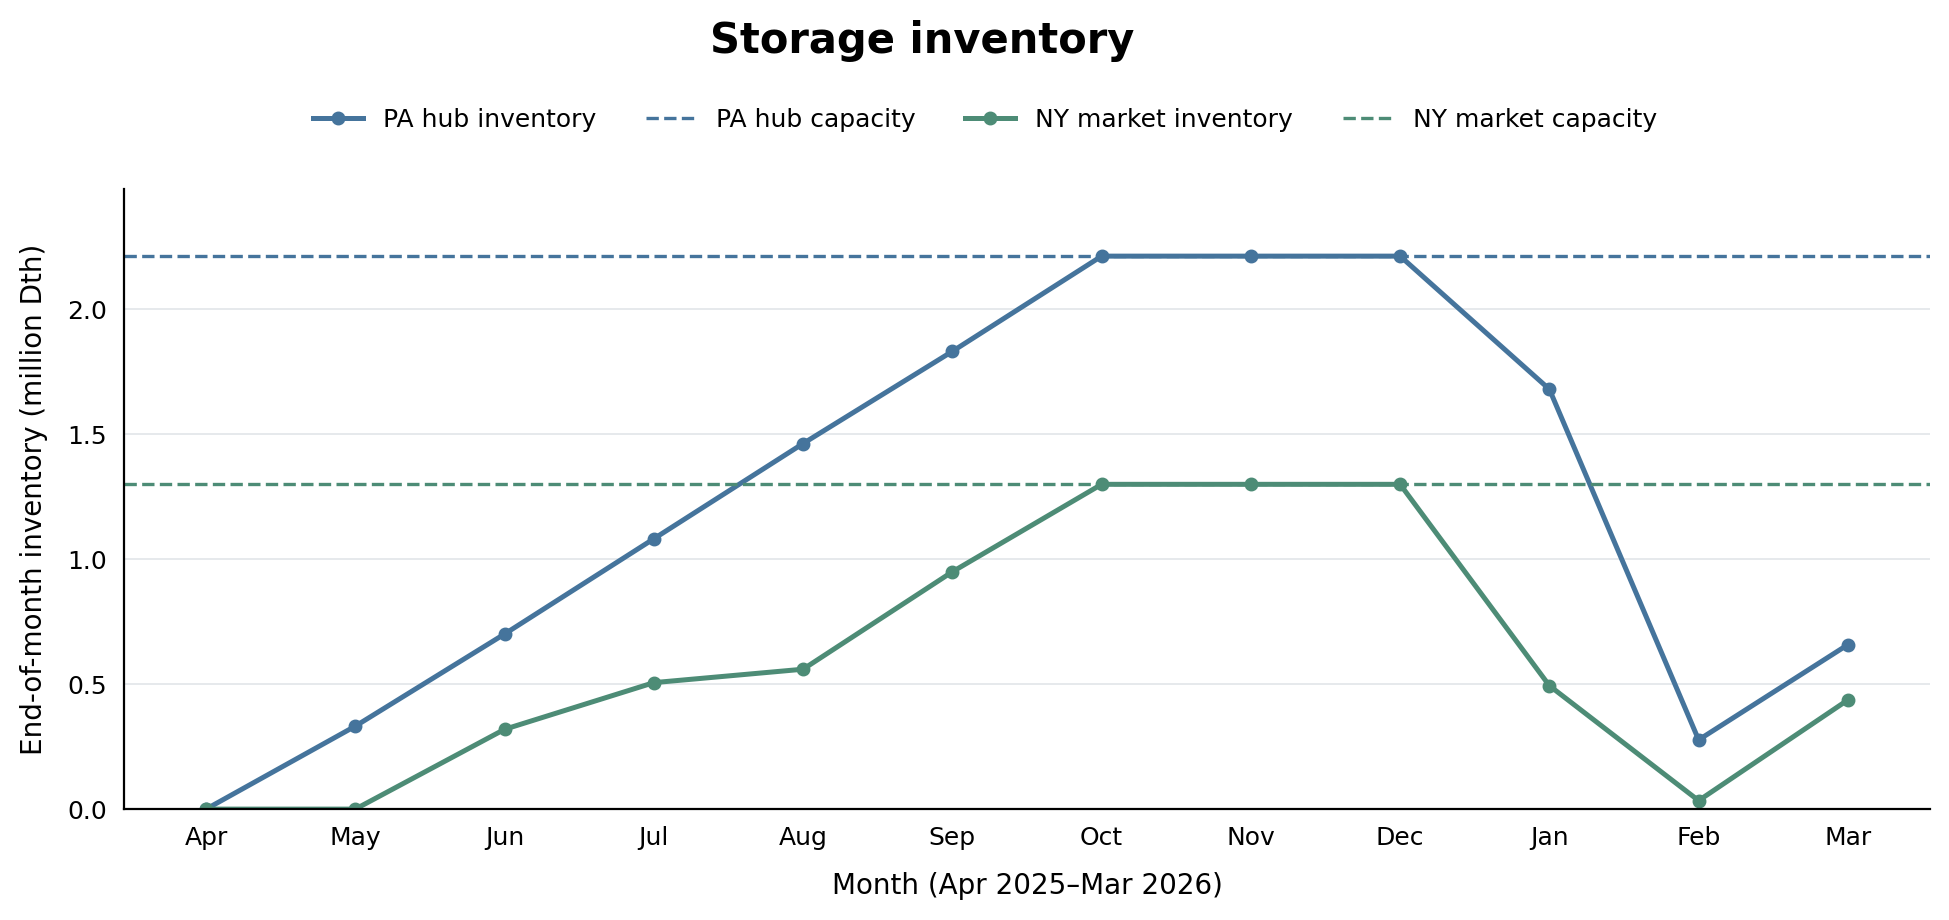 Storage inventory
PA hub inventory PA hub capacity NY market inventory NY market capacity
End-of-month inventory (million Dth)
2.0
1.5
1.0
0.5
0.0
Apr May Jun Jul Aug Sep Oct Nov Dec Jan Feb Mar
Month (Apr 2025–Mar 2026)